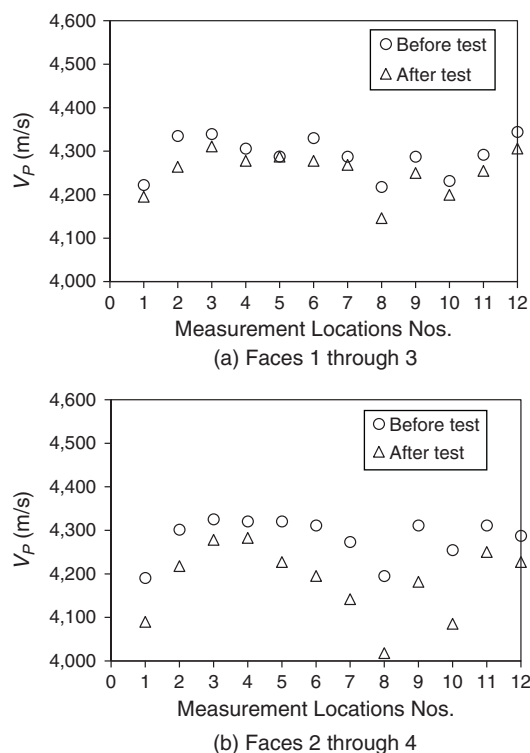 4,600
Before test
4,500
After test
4,400
V_P (m/s)
4,300
4,200
4,100
4,000
0 1 2 3 4 5 6 7 8 9 10 11 12
Measurement Locations Nos.
(a) Faces 1 through 3
4,600
Before test
4,500
After test
4,400
V_P (m/s)
4,300
4,200
4,100
4,000
0 1 2 3 4 5 6 7 8 9 10 11 12
Measurement Locations Nos.
(b) Faces 2 through 4